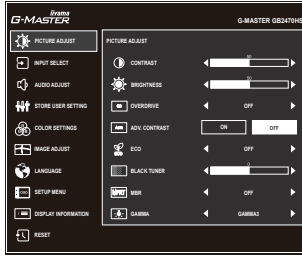 iiyama
G-MASTER
G-MASTER GB2470HS
PICTURE ADJUST
INPUT SELECT
AUDIO ADJUST
STORE USER SETTING
COLOR SETTINGS
IMAGE ADJUST
LANGUAGE
SETUP MENU
DISPLAY INFORMATION
RESET
PICTURE ADJUST
CONTRAST 50
BRIGHTNESS 50
OVERDRIVE OFF
ADV. CONTRAST ON OFF
ECO OFF
BLACK TUNER 0
MBR OFF
GAMMA GAMMA3